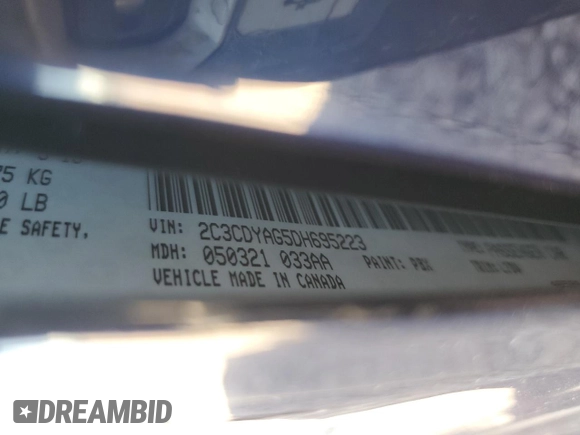 75 KG
0 LB
E SAFETY,
VIN: 2C3CDYAG5DH695223
MDH: 050321 033AA PAINT: PBX
VEHICLE MADE IN CANADA
DREAMBID